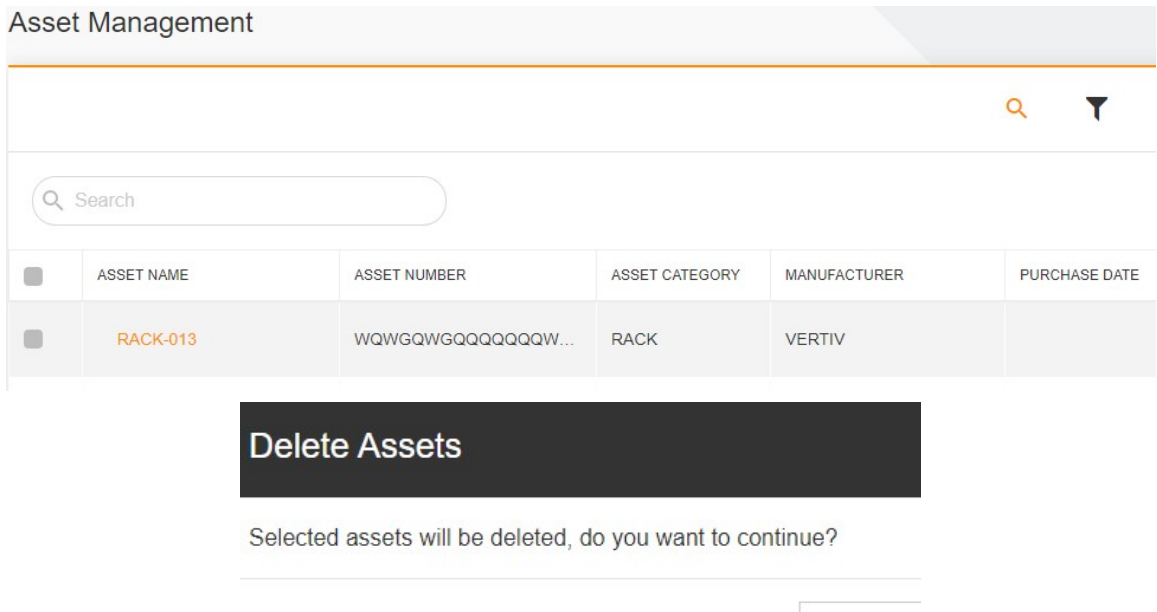 Asset Management
Search
ASSET NAME ASSET NUMBER ASSET CATEGORY MANUFACTURER PURCHASE DATE
RACK-013 WQWGQWGQQQQQQQW... RACK VERTIV
Delete Assets
Selected assets will be deleted, do you want to continue?